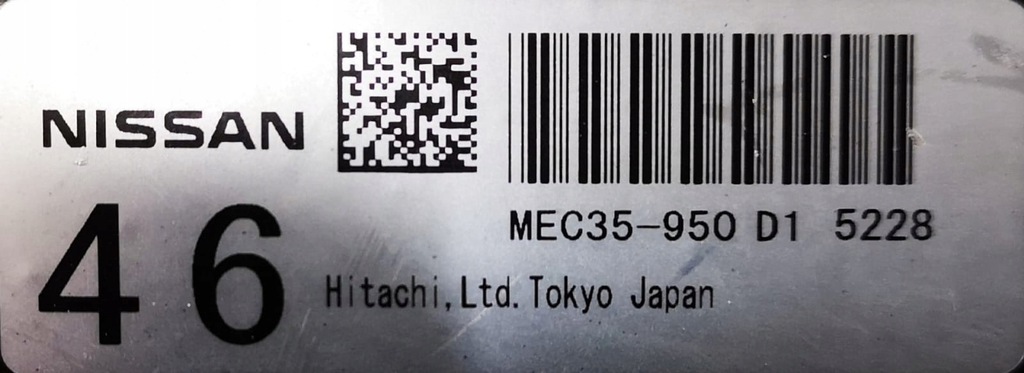 NISSAN
MEC35-950 D1 5228
46
Hitachi,Ltd.Tokyo Japan